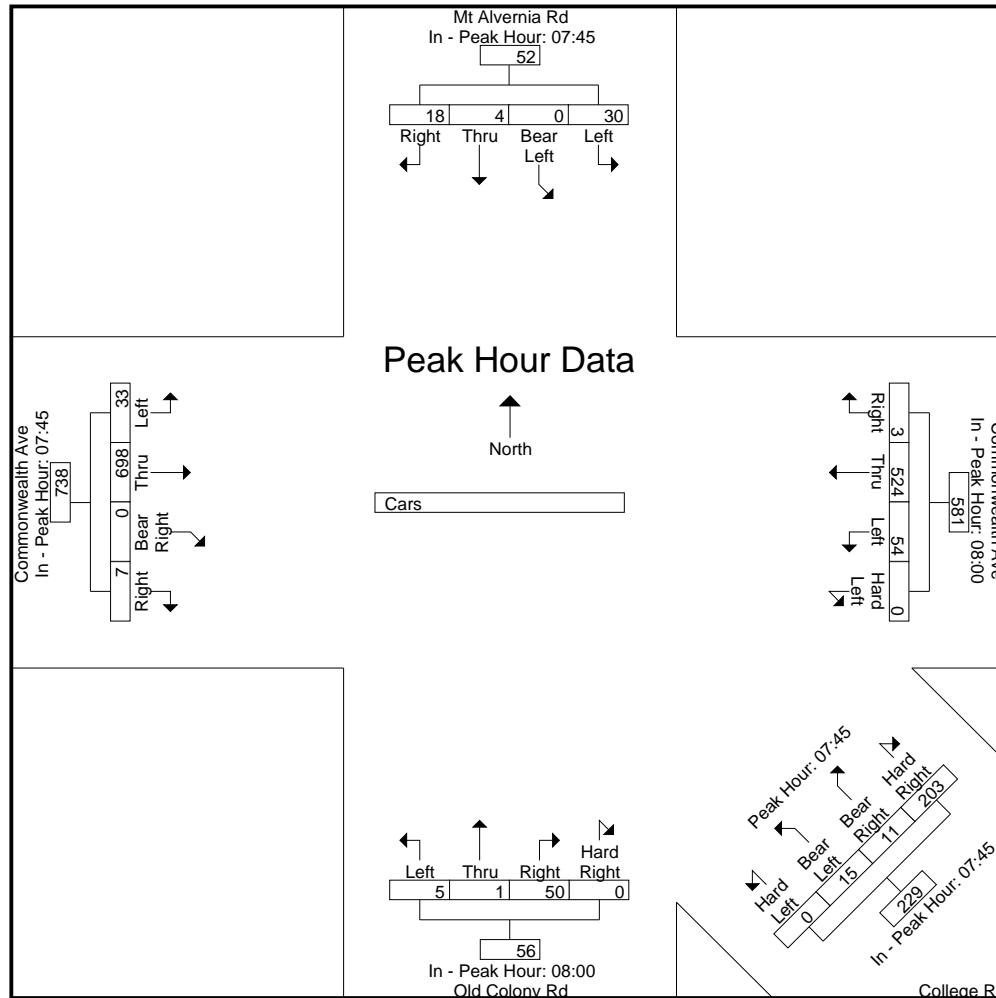 Mt Alvernia Rd
In - Peak Hour: 07:45
52
18 4 0 30
Right Thru Bear Left Left
Peak Hour Data
North
Cars
Commonwealth Ave
In - Peak Hour: 07:45
738
33 698 0 7
Left Thru Bear Right Right
In - Peak Hour: 08:00
581
3 524 54 0
Right Thru Left Hard Left
Left Thru Right Hard Right
5 1 50 0
56
In - Peak Hour: 08:00
Old Colony Rd
Peak Hour: 07:45
Hard Left Bear Left Bear Right Hard Right
0 15 11 203
229
In - Peak Hour: 07:45
College R